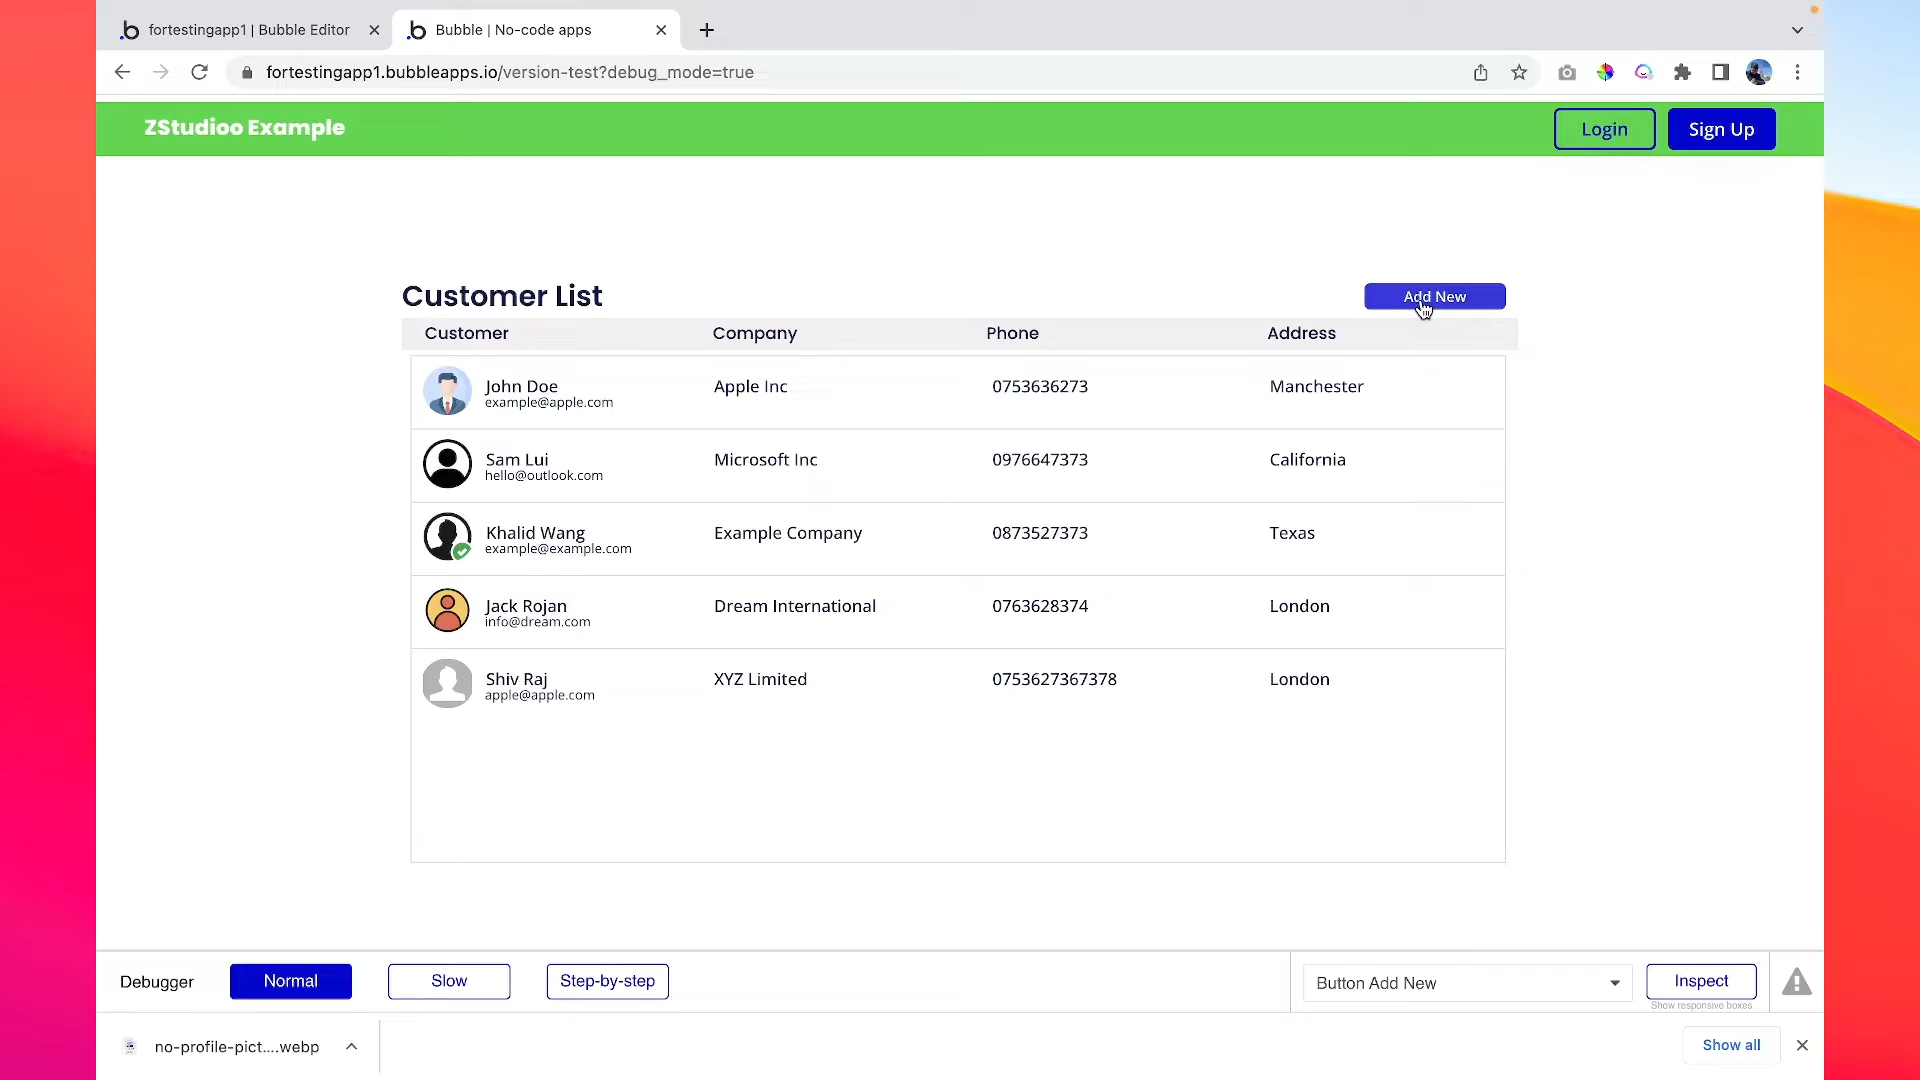 fortestingapp1 | Bubble Editor
Bubble | No-code apps
fortestingapp1.bubbleapps.io/version-test?debug_mode=true
ZStudioo Example
Login
Sign Up
Customer List
Add New
Customer Company Phone Address
John Doe Apple Inc 0753636273 Manchester
example@apple.com
Sam Lui Microsoft Inc 0976647373 California
hello@outlook.com
Khalid Wang Example Company 0873527373 Texas
example@example.com
Jack Rojan Dream International 0763628374 London
info@dream.com
Shiv Raj XYZ Limited 0753627367378 London
apple@apple.com
Debugger Normal Slow Step-by-step Button Add New Inspect
Show responsive boxes
no-profile-pict....webp Show all